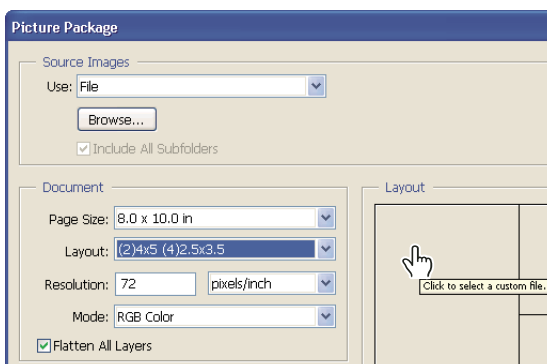 Picture Package
Source Images
Use: File
Browse...
Include All Subfolders
Document
Page Size: 8.0 x 10.0 in
Layout: (2)4x5 (4)2.5x3.5
Resolution: 72 pixels/inch
Mode: RGB Color
Flatten All Layers
Layout
Click to select a custom file.